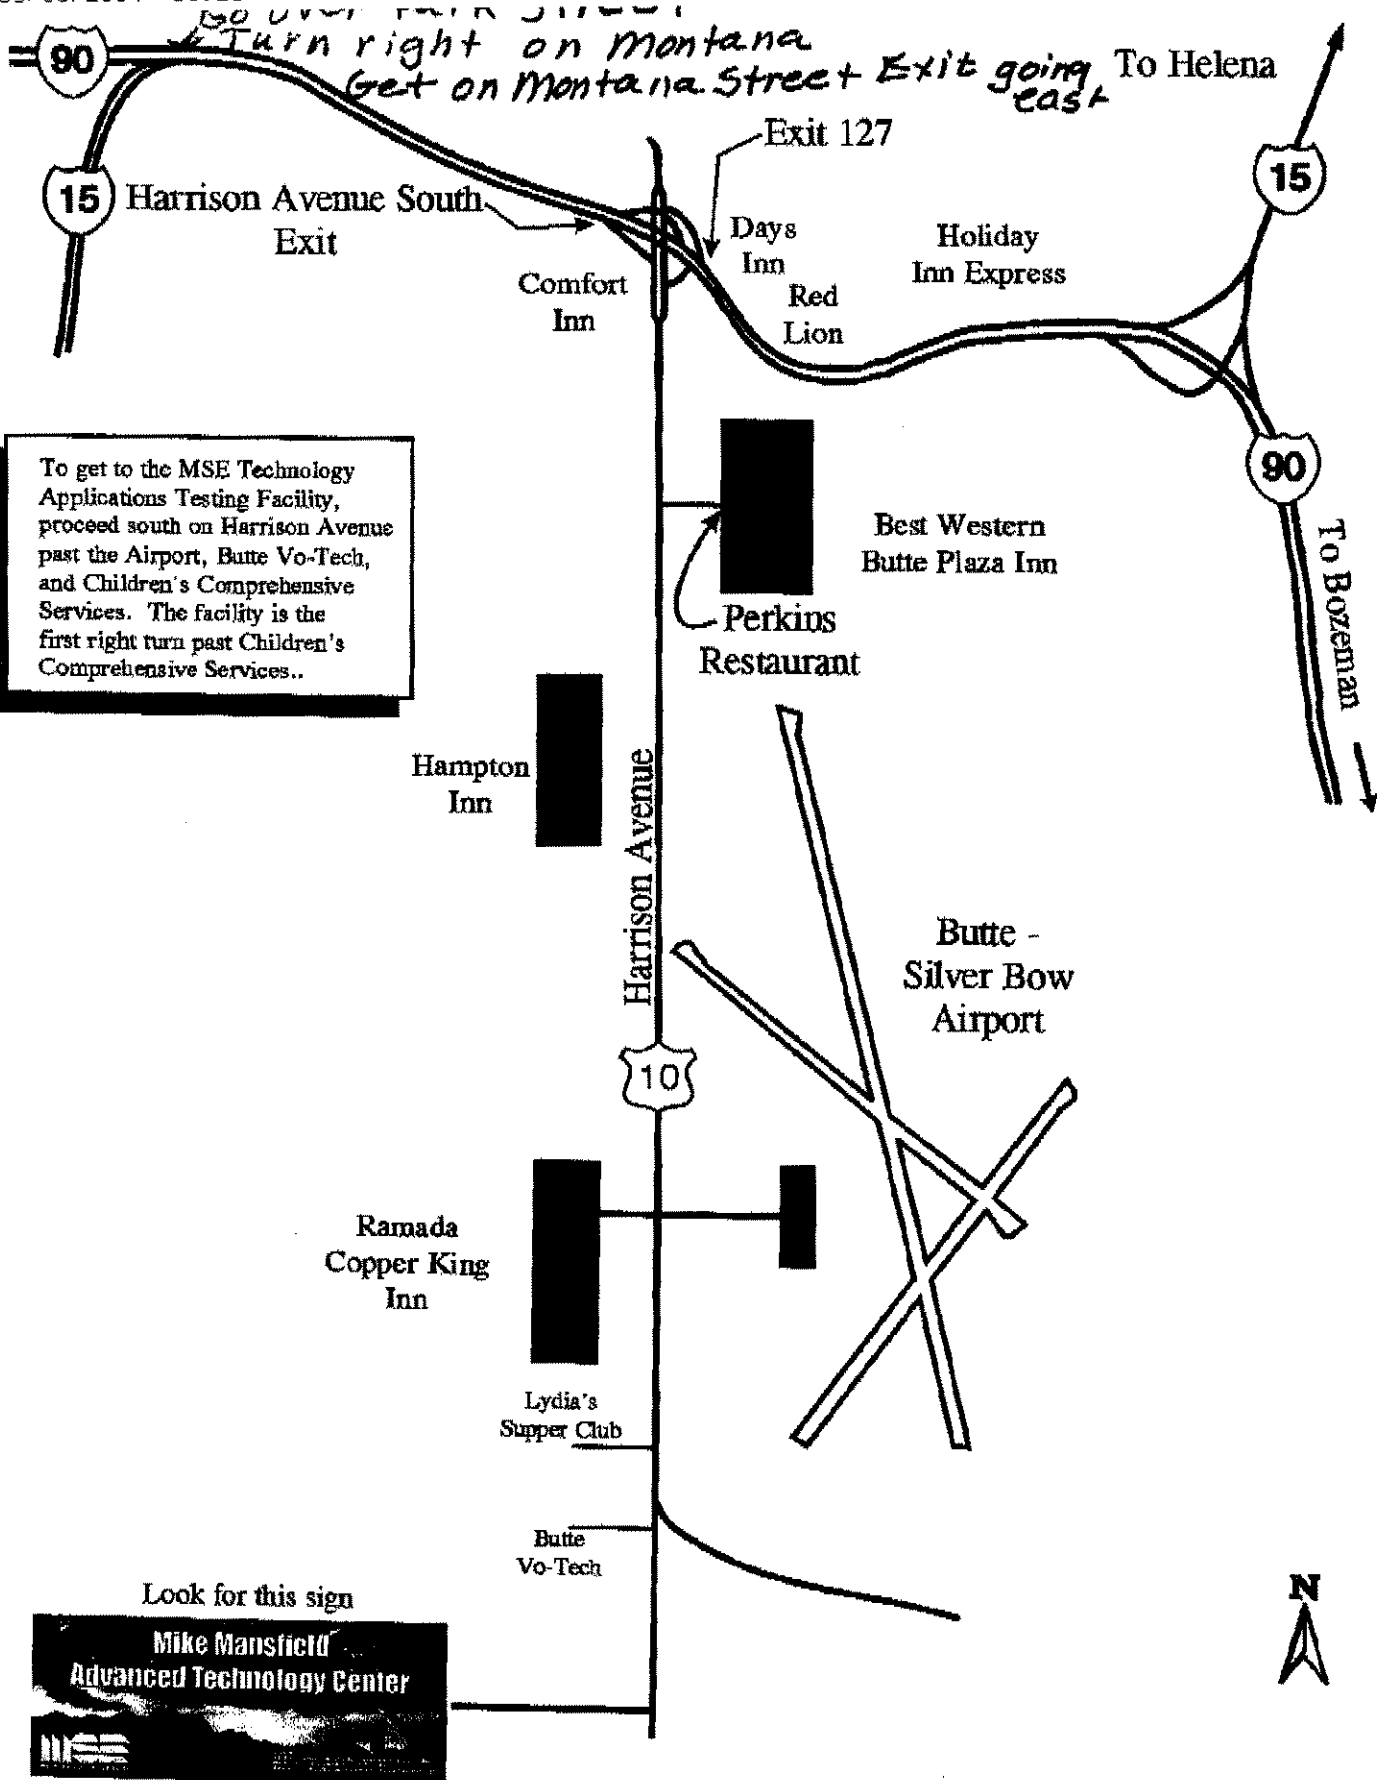 Go over Park Street
Turn right on Montana
Get on Montana Street Exit going
east
To Helena
90
Exit 127
15
Harrison Avenue South
Exit
15
Days
Inn
Holiday
Inn Express
Comfort
Inn
Red
Lion
90
To get to the MSE Technology
Applications Testing Facility,
proceed south on Harrison Avenue
past the Airport, Butte Vo-Tech,
and Children's Comprehensive
Services. The facility is the
first right turn past Children's
Comprehensive Services..
Best Western
Butte Plaza Inn
To Bozeman
Perkins
Restaurant
Hampton
Inn
Harrison Avenue
Butte -
Silver Bow
Airport
10
Ramada
Copper King
Inn
Lydia's
Supper Club
Butte
Vo-Tech
Look for this sign
Mike Mansfield
Advanced Technology Center
MSE
N